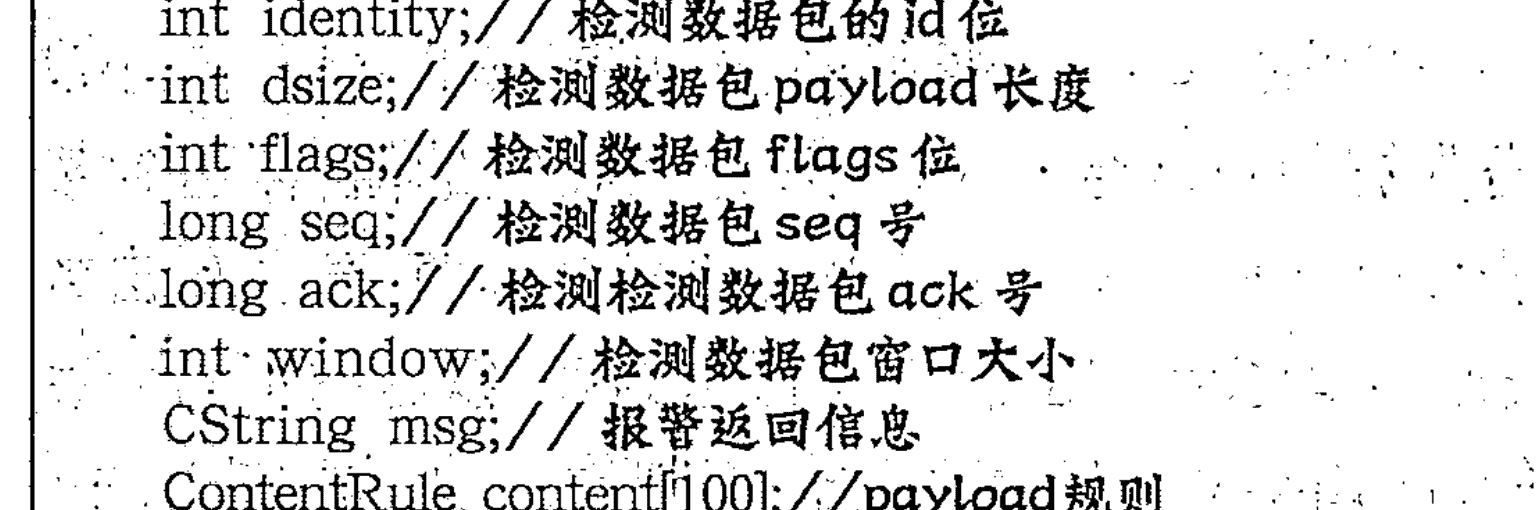 int identity;// 检测数据包的id位
int dsize;// 检测数据包payload长度
int flags;// 检测数据包flags位
long seq;// 检测数据包seq号
long ack;// 检测检测数据包ack号
int window;// 检测数据包窗口大小
CString msg;// 报警返回信息
ContentRule content[100];//payload规则